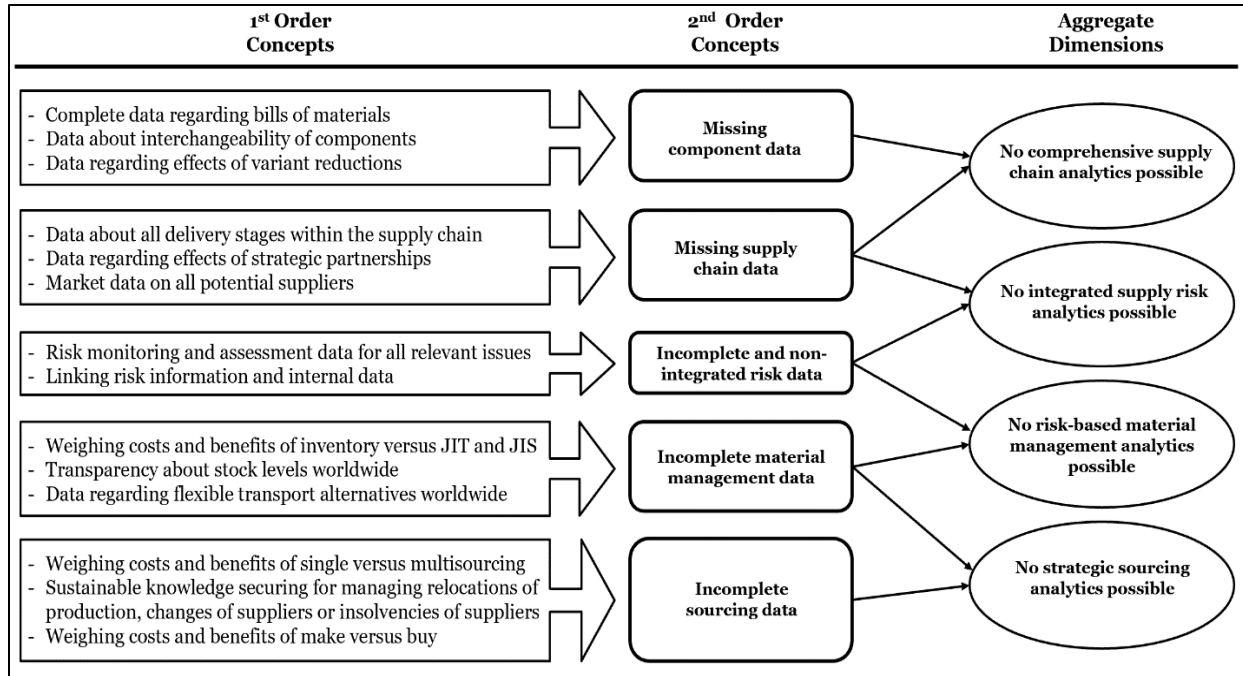 1st Order
Concepts
2nd Order
Concepts
Aggregate
Dimensions
- Complete data regarding bills of materials
- Data about interchangeability of components
- Data regarding effects of variant reductions
Missing
component data
No comprehensive supply
chain analytics possible
- Data about all delivery stages within the supply chain
- Data regarding effects of strategic partnerships
- Market data on all potential suppliers
Missing supply
chain data
No integrated supply risk
analytics possible
- Risk monitoring and assessment data for all relevant issues
- Linking risk information and internal data
Incomplete and non-
integrated risk data
- Weighing costs and benefits of inventory versus JIT and JIS
- Transparency about stock levels worldwide
- Data regarding flexible transport alternatives worldwide
Incomplete material
management data
No risk-based material
management analytics
possible
- Weighing costs and benefits of single versus multisourcing
- Sustainable knowledge securing for managing relocations of
production, changes of suppliers or insolvencies of suppliers
- Weighing costs and benefits of make versus buy
Incomplete
sourcing data
No strategic sourcing
analytics possible